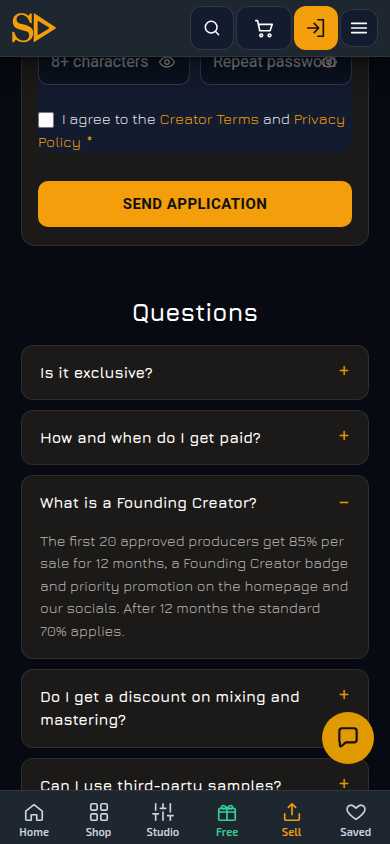 SD
8+ characters
Repeat password
I agree to the Creator Terms and Privacy
Policy *
SEND APPLICATION
Questions
Is it exclusive?
+
How and when do I get paid?
+
What is a Founding Creator?
−
The first 20 approved producers get 85% per
sale for 12 months, a Founding Creator badge
and priority promotion on the homepage and
our socials. After 12 months the standard
70% applies.
Do I get a discount on mixing and
mastering?
+
Can I use third-party samples?
+
Home
Shop
Studio
Free
Sell
Saved